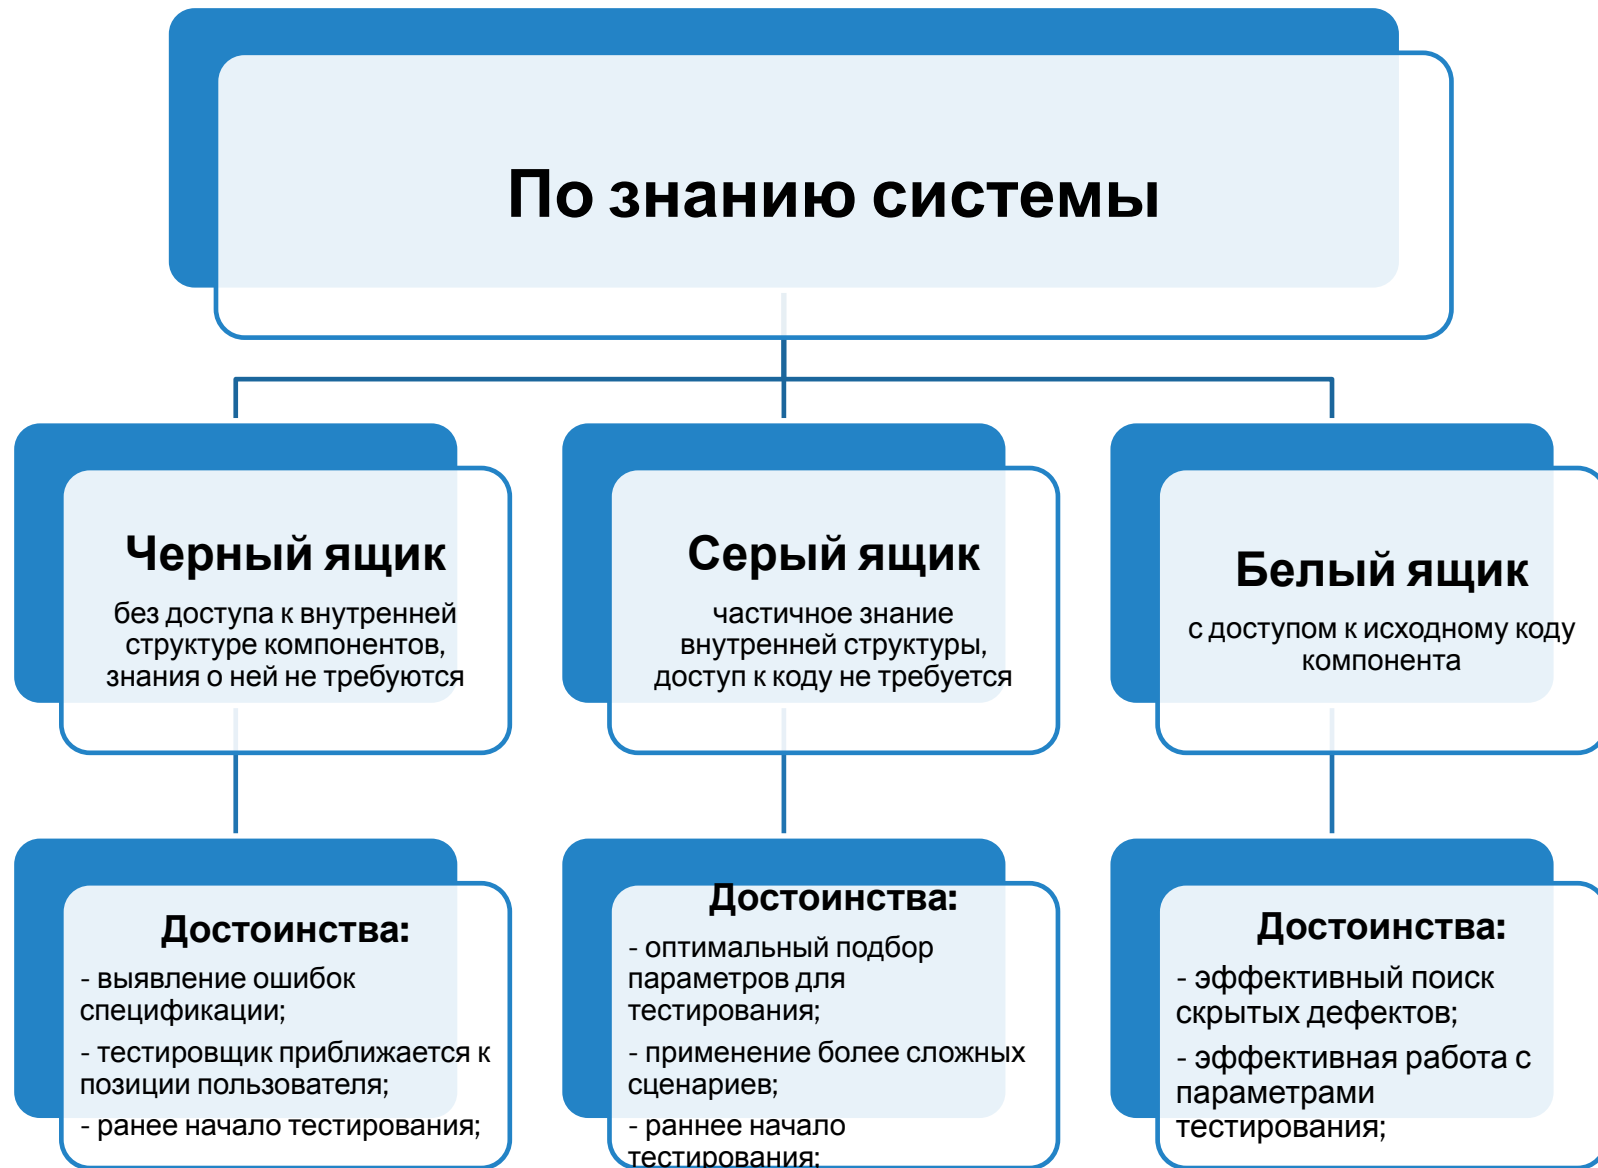 По знанию системы
Черный ящик
без доступа к внутренней
структуре компонентов,
знания о ней не требуются
Серый ящик
частичное знание
внутренней структуры,
доступ к коду не требуется
Белый ящик
с доступом к исходному коду
компонента
Достоинства:
- выявление ошибок
спецификации;
- тестировщик приближается к
позиции пользователя;
- ранее начало тестирования;
Достоинства:
- оптимальный подбор
параметров для
тестирования;
- применение более сложных
сценариев;
- раннее начало
тестирования;
Достоинства:
- эффективный поиск
скрытых дефектов;
- эффективная работа с
параметрами
тестирования;